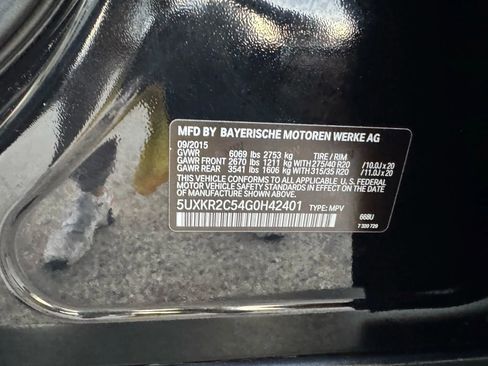 MFD BY BAYERISCHE MOTOREN WERKE AG
09/2015
GVWR 6069 lbs 2753 kg TIRE / RIM
GAWR FRONT 2670 lbs 1211 kg WITH 275/40 R20 /10.0J x 20
GAWR REAR 3541 lbs 1606 kg WITH 315/35 R20 /11.0J x 20
THIS VEHICLE CONFORMS TO ALL APPLICABLE U.S. FEDERAL
MOTOR VEHICLE SAFETY STANDARDS IN EFFECT
ON THE DATE OF MANUFACTURE SHOWN ABOVE.
5UXKR2C54G0H42401 TYPE: MPV
668U
7 320 729